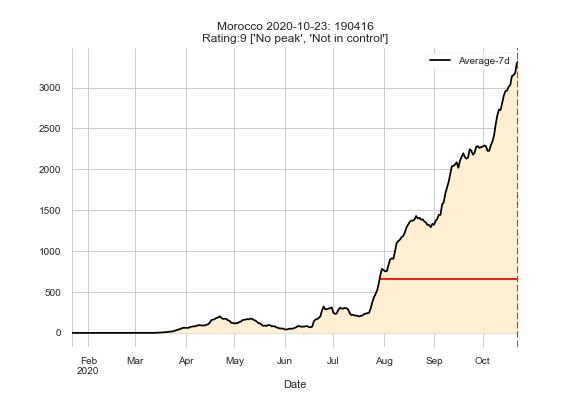 Morocco 2020-10-23: 190416
Rating:9 ['No peak', 'Not in control']
Average-7d
3000
2500
2000
1500
1000
500
0
Feb Mar Apr May Jun Jul Aug Sep Oct
2020
Date